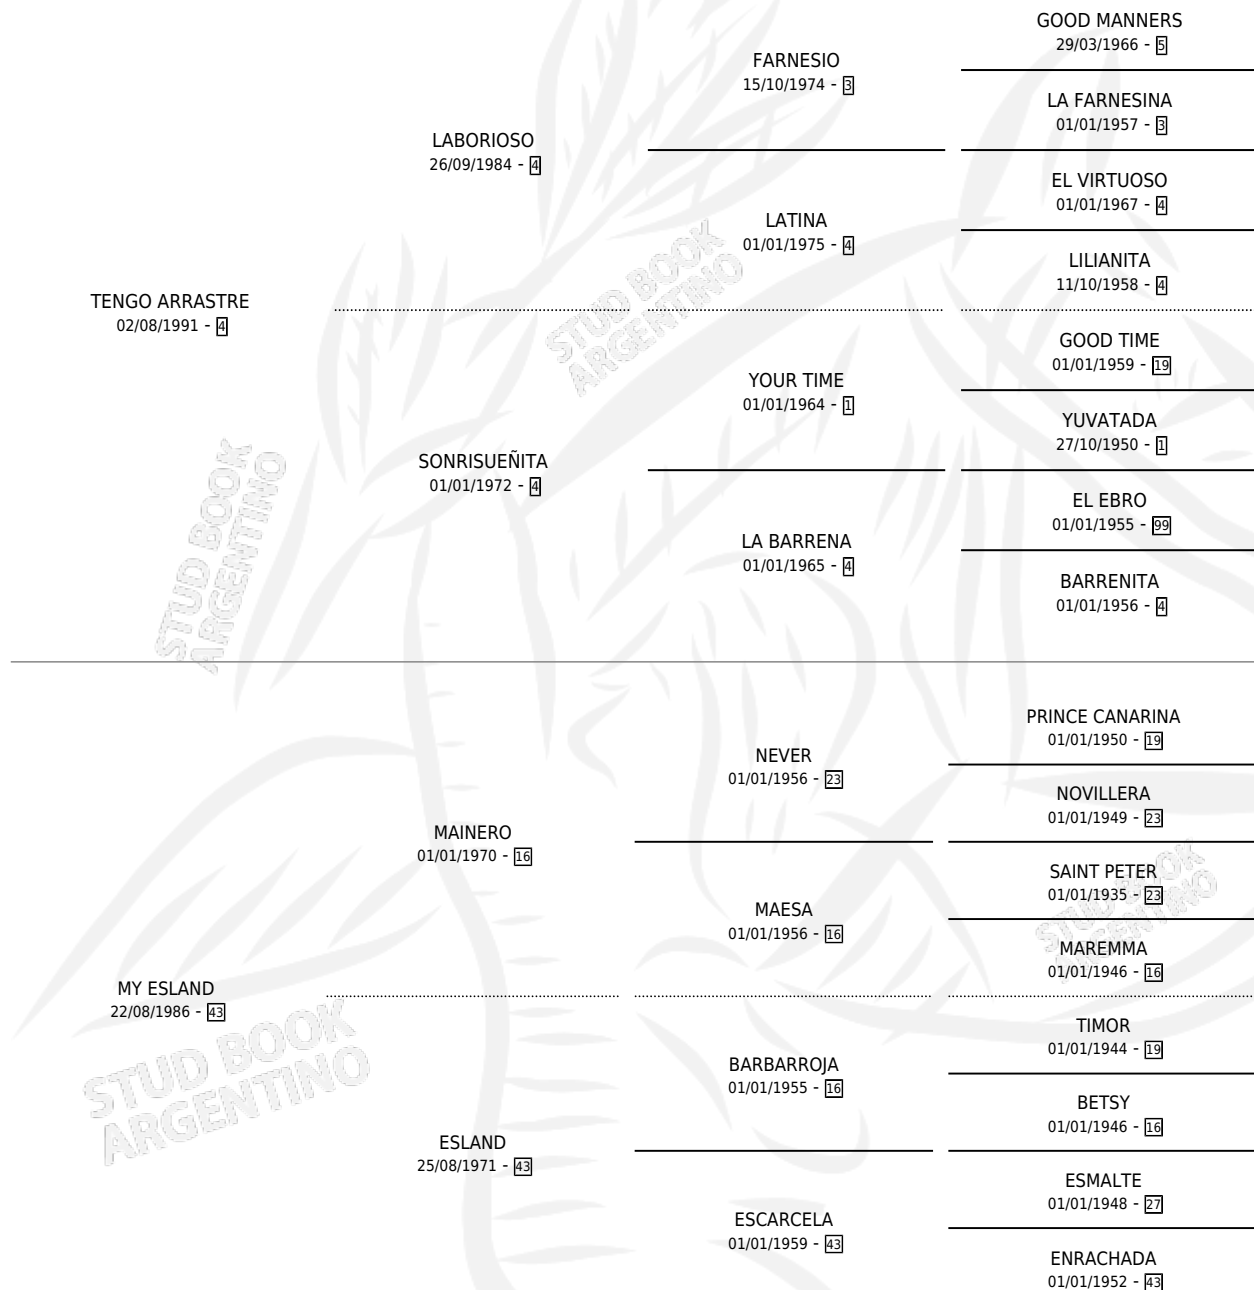 GOOD MANNERS
29/03/1966 - 5
FARNESIO
15/10/1974 - 3
LA FARNESINA
01/01/1957 - 3
LABORIOSO
26/09/1984 - 4
EL VIRTUOSO
01/01/1967 - 4
LATINA
01/01/1975 - 4
LILIANITA
11/10/1958 - 4
TENGO ARRASTRE
02/08/1991 - 4
GOOD TIME
01/01/1959 - 19
YOUR TIME
01/01/1964 - 1
YUVATADA
27/10/1950 - 1
SONRISUEÑITA
01/01/1972 - 4
EL EBRO
01/01/1955 - 99
LA BARRENA
01/01/1965 - 4
BARRENITA
01/01/1956 - 4
STUD BOOK
ARGENTINO
STUD BOOK
ARGENTINO
PRINCE CANARINA
01/01/1950 - 19
NEVER
01/01/1956 - 23
NOVILLERA
01/01/1949 - 23
MAINERO
01/01/1970 - 16
SAINT PETER
01/01/1935 - 23
MAESA
01/01/1956 - 16
MAREMMA
01/01/1946 - 16
MY ESLAND
22/08/1986 - 43
TIMOR
01/01/1944 - 19
BARBARROJA
01/01/1955 - 16
BETSY
01/01/1946 - 16
ESLAND
25/08/1971 - 43
ESMALTE
01/01/1948 - 27
ESCARCELA
01/01/1959 - 43
ENRACHADA
01/01/1952 - 43
STUD BOOK
ARGENTINO
STUD BOOK
ARGENTINO